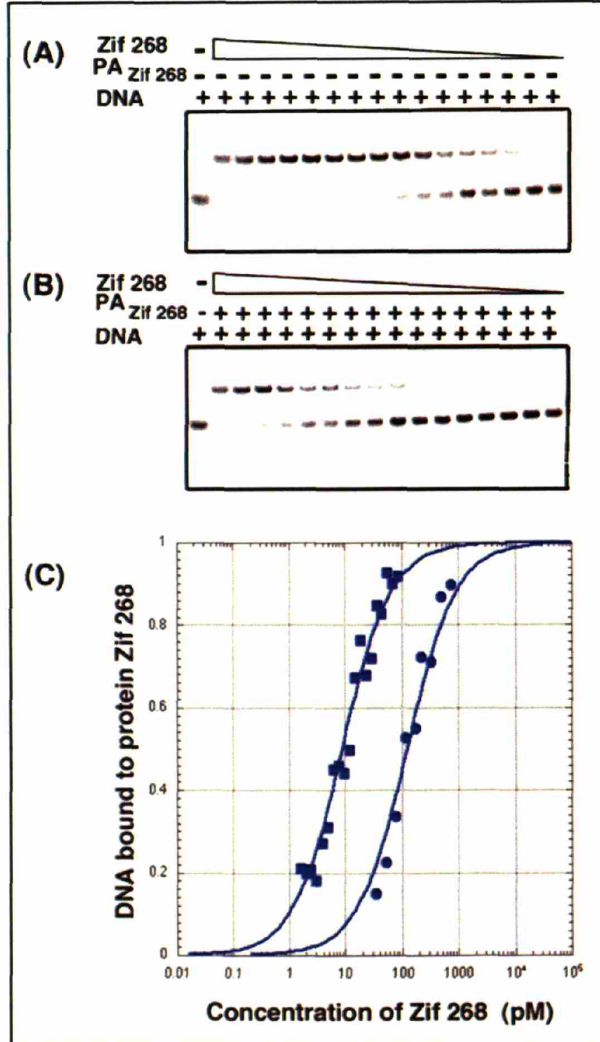 (A)
Zif 268 -
PA Zif 268 - - - - - - - - - - - - - - - - -
DNA + + + + + + + + + + + + + + + + +
(B)
Zif 268 -
PA Zif 268 - + + + + + + + + + + + + + + + +
DNA + + + + + + + + + + + + + + + + +
(C)
DNA bound to protein Zif 268
1
0.8
0.6
0.4
0.2
0
0.01 0.1 1 10 100 1000 10⁴ 10⁵
Concentration of Zif 268 (pM)